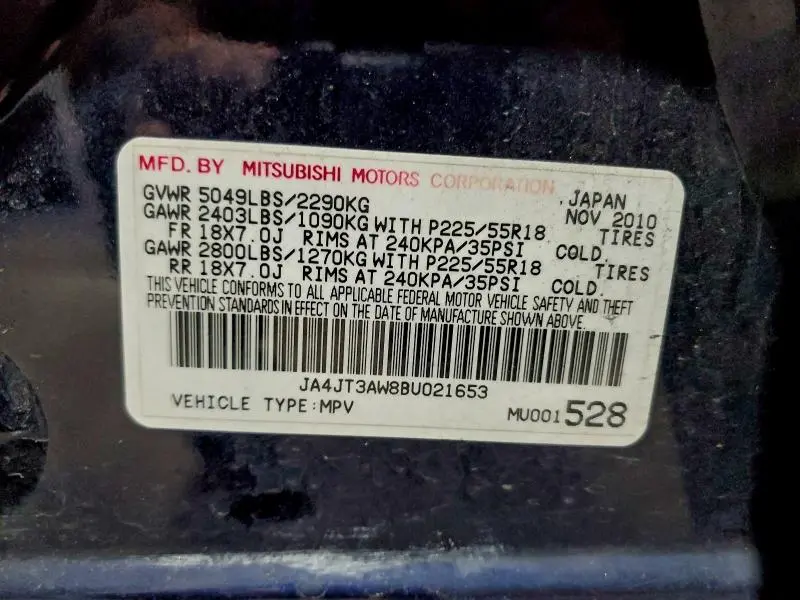 MFD. BY MITSUBISHI MOTORS CORPORATION, JAPAN
GVWR 5049LBS/2290KG NOV 2010
GAWR 2403LBS/1090KG WITH P225/55R18 TIRES
FR 18X7.0J RIMS AT 240KPA/35PSI COLD.
GAWR 2800LBS/1270KG WITH P225/55R18 TIRES
RR 18X7.0J RIMS AT 240KPA/35PSI COLD.
THIS VEHICLE CONFORMS TO ALL APPLICABLE FEDERAL MOTOR VEHICLE SAFETY AND THEFT
PREVENTION STANDARDS IN EFFECT ON THE DATE OF MANUFACTURE SHOWN ABOVE.
JA4JT3AW8BU021653
VEHICLE TYPE:MPV MU001528